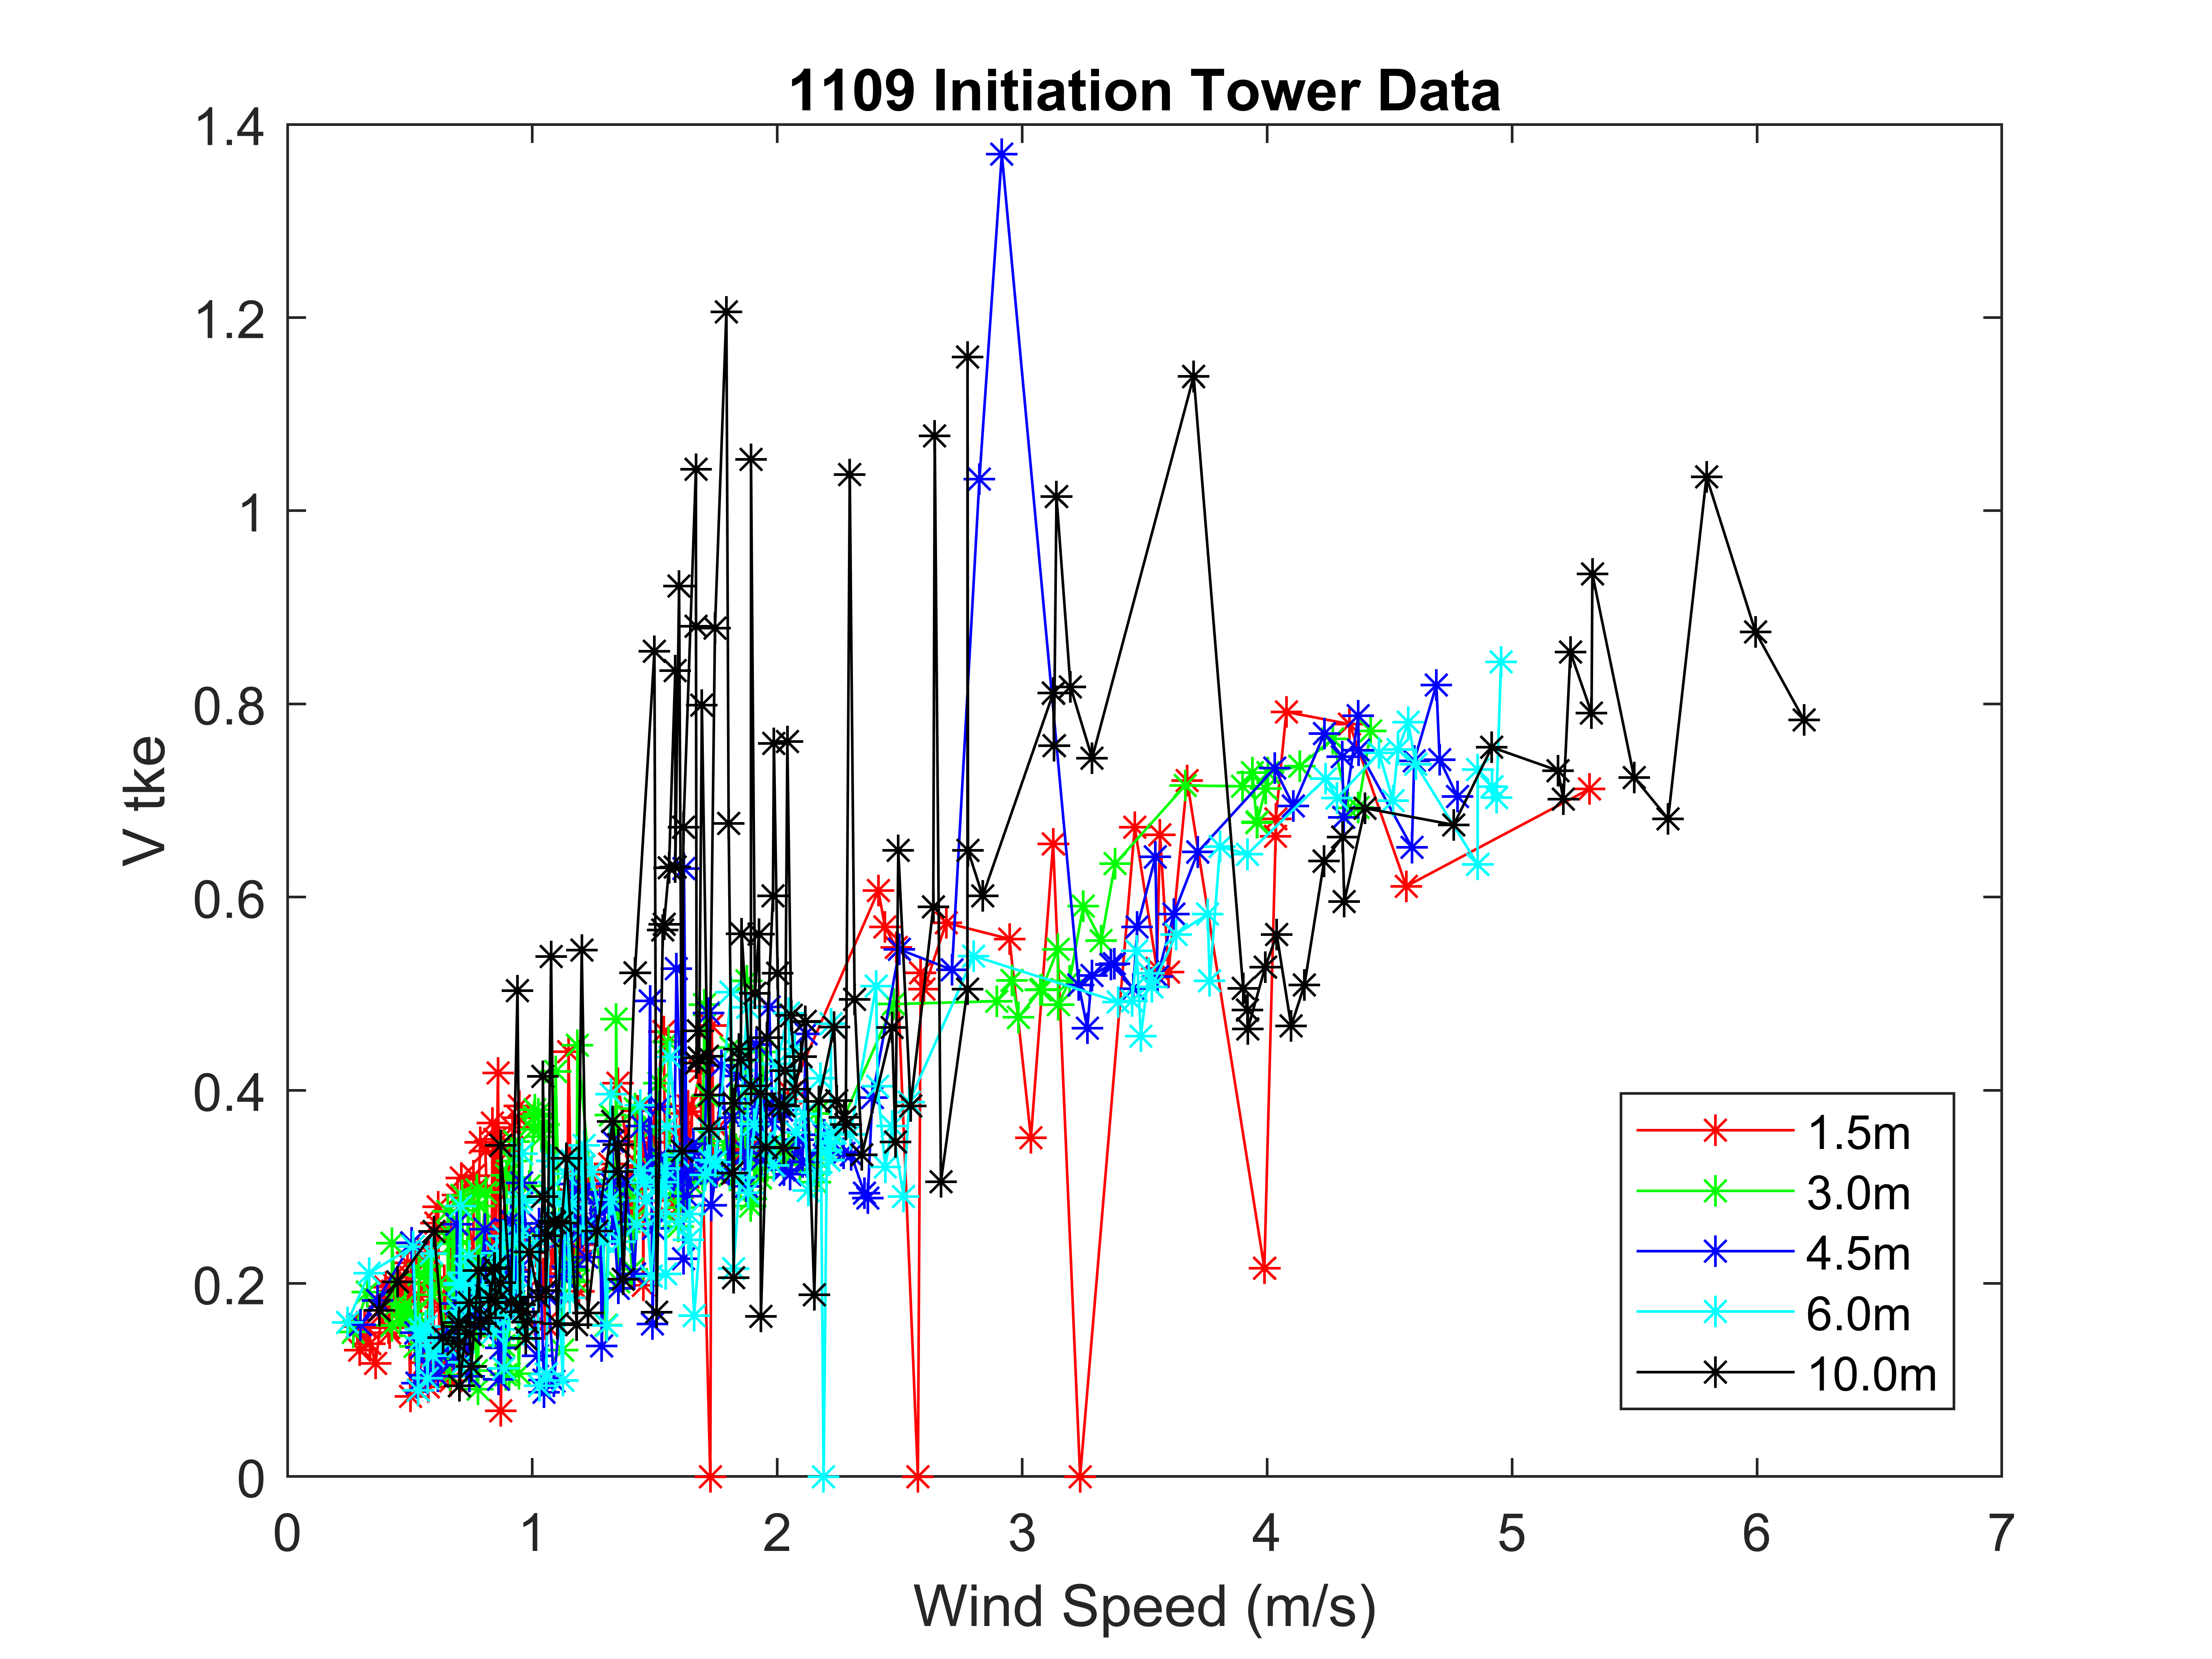 1109 Initiation Tower Data
1.4
1.2
1
0.8
0.6
0.4
0.2
0
V tke
0 1 2 3 4 5 6 7
Wind Speed (m/s)
1.5m
3.0m
4.5m
6.0m
10.0m